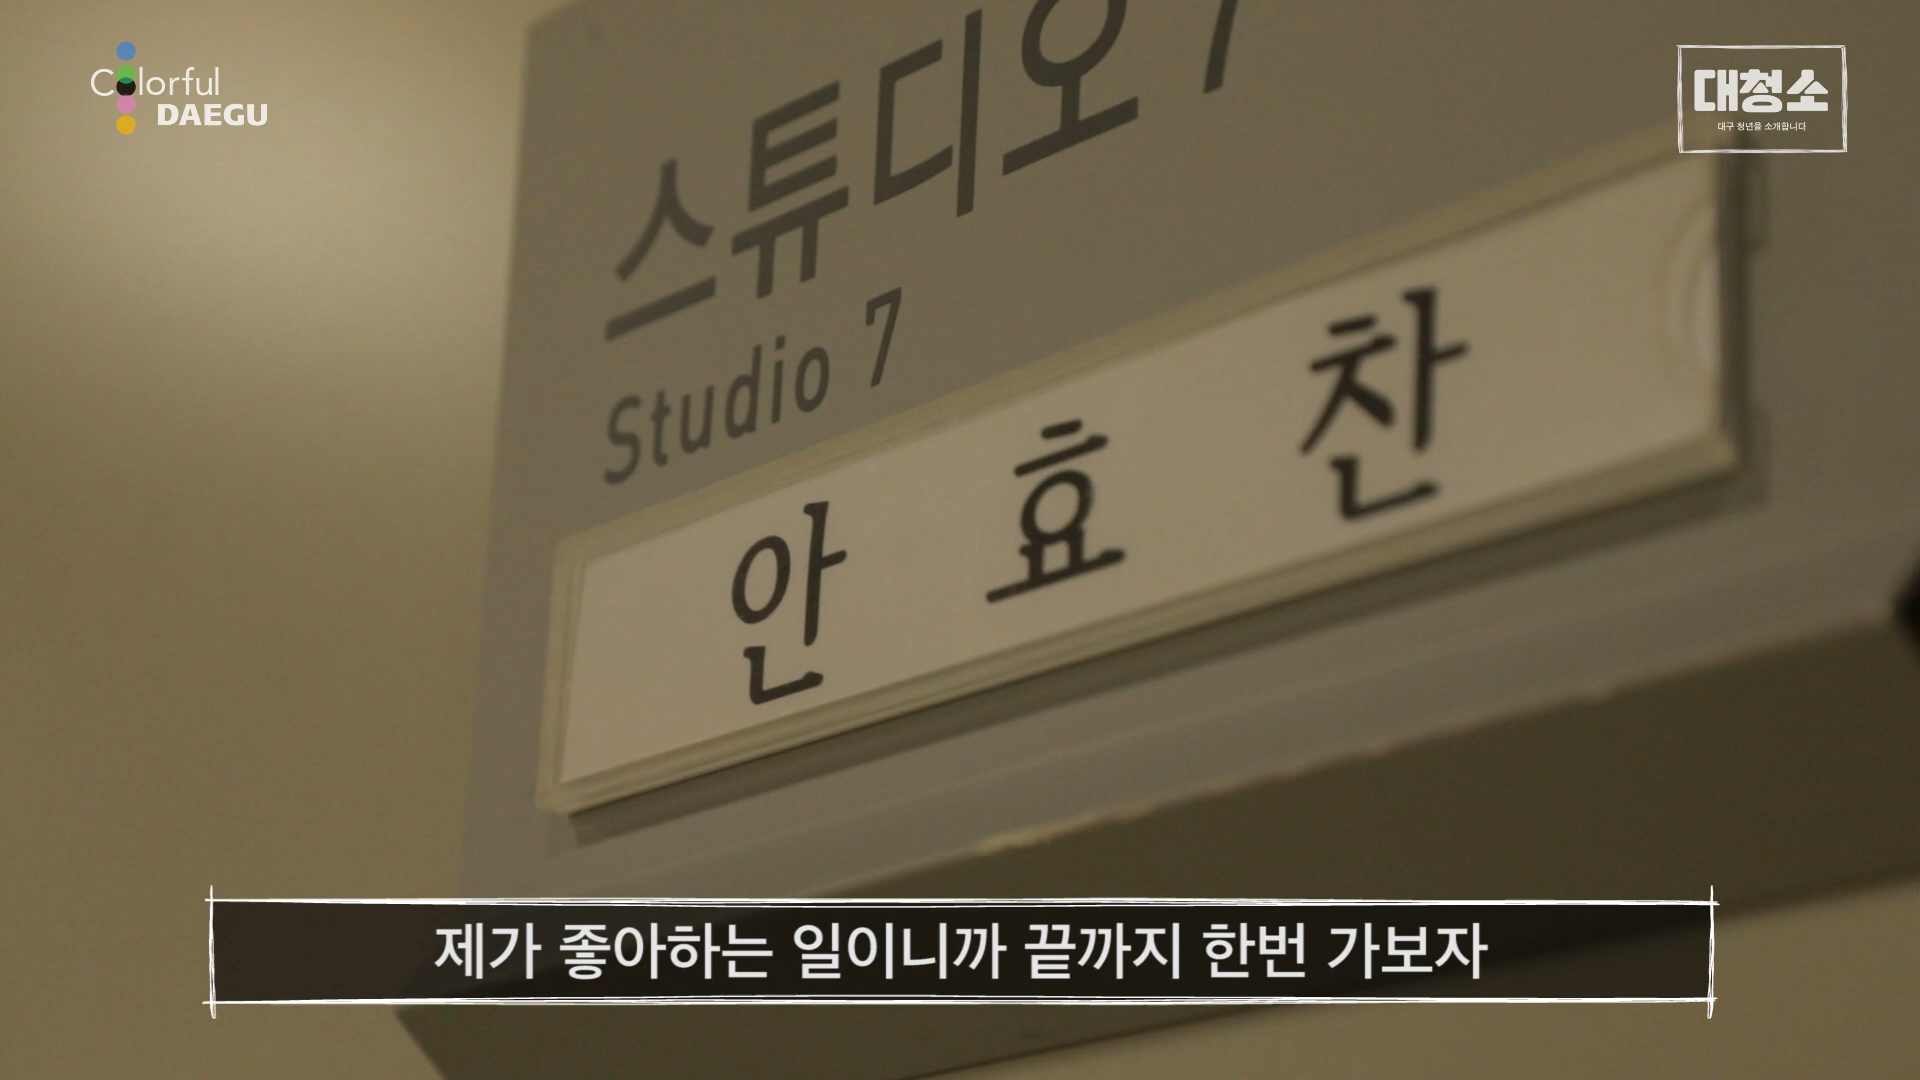 Colorful
DAEGU
대청소
대구 청년을 소개합니다
스튜디오 7
Studio 7
안 효 찬
제가 좋아하는 일이니까 끝까지 한번 가보자